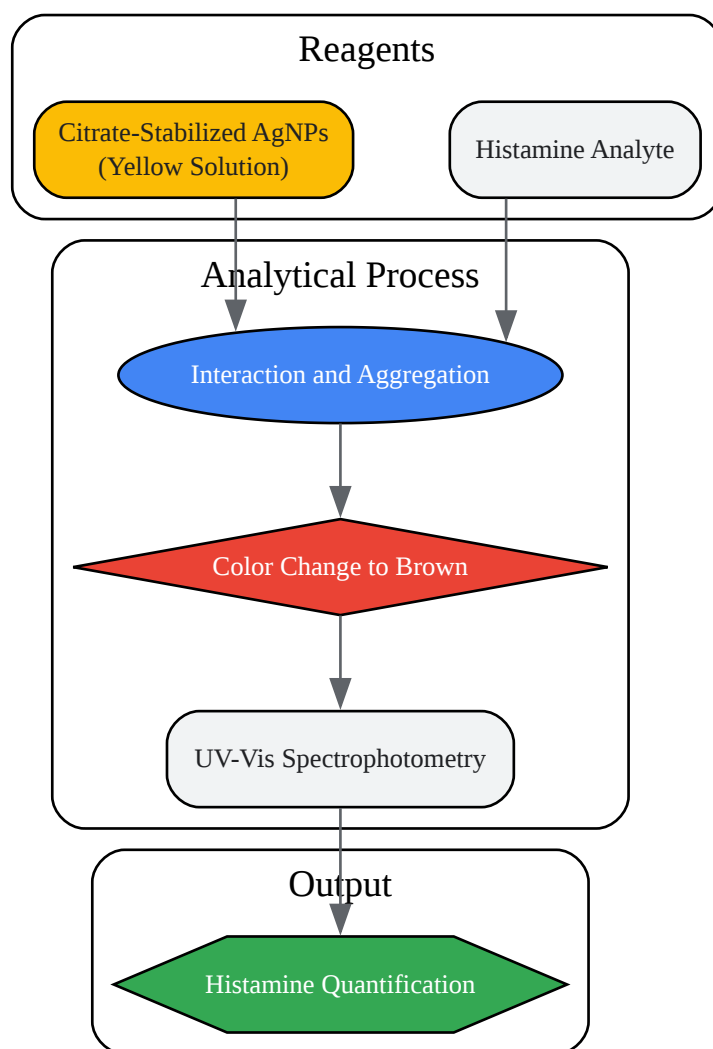 Reagents
Citrate-Stabilized AgNPs
(Yellow Solution)
Histamine Analyte
Analytical Process
Interaction and Aggregation
Color Change to Brown
UV-Vis Spectrophotometry
Output
Histamine Quantification